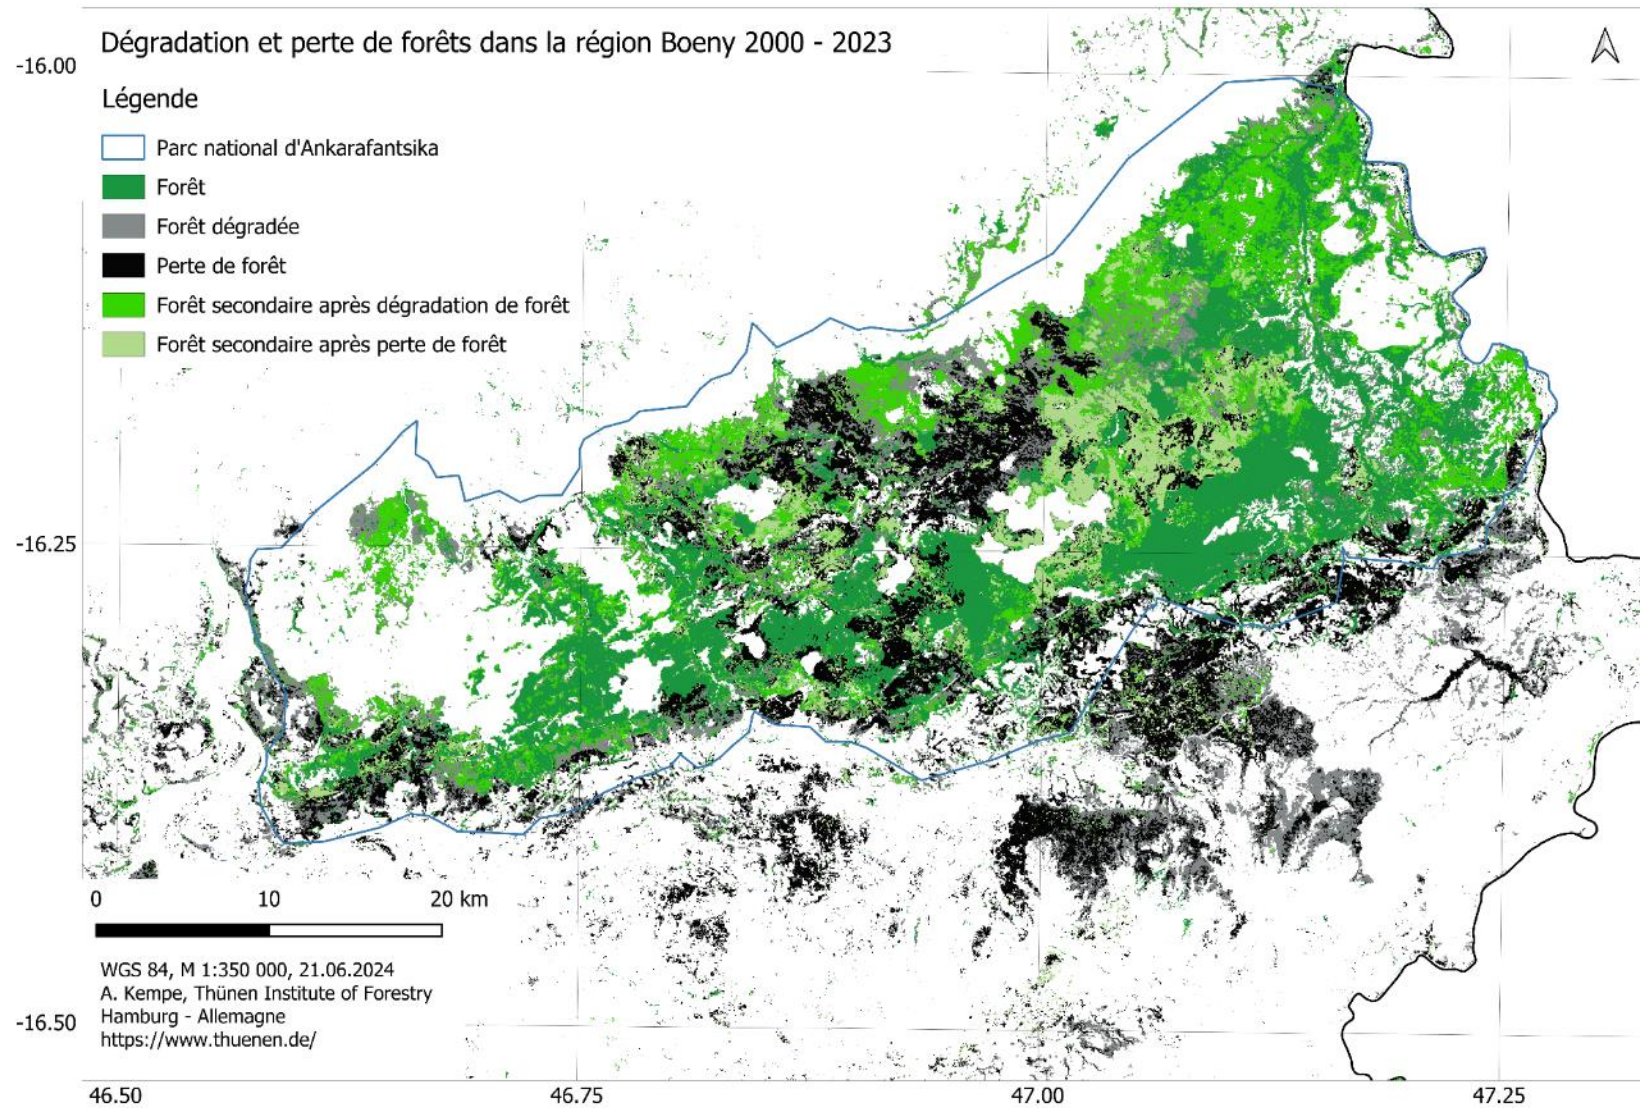 Dégradation et perte de forêts dans la région Boeny 2000 - 2023
-16.00
Légende
Parc national d'Ankarafantsika
Forêt
Forêt dégradée
Perte de forêt
Forêt secondaire après dégradation de forêt
Forêt secondaire après perte de forêt
-16.25
0 10 20 km
WGS 84, M 1:350 000, 21.06.2024
A. Kempe, Thünen Institute of Forestry
Hamburg - Allemagne
https://www.thuenen.de/
-16.50
46.50 46.75 47.00 47.25